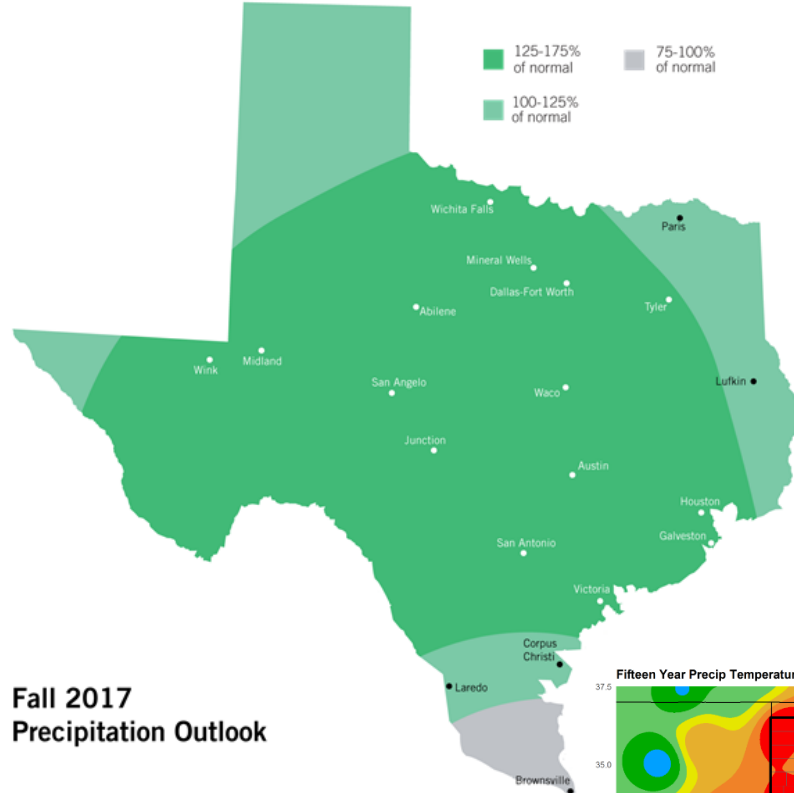 125-175%
of normal
75-100%
of normal
100-125%
of normal
Wichita Falls
Paris
Mineral Wells
Dallas-Fort Worth
Tyler
Abilene
Wink
Midland
San Angelo
Waco
Lufkin
Junction
Austin
Houston
Galveston
San Antonio
Victoria
Corpus
Christi
Laredo
Brownsville
Fall 2017
Precipitation Outlook
Fifteen Year Precip Temperatur
37.5
35.0